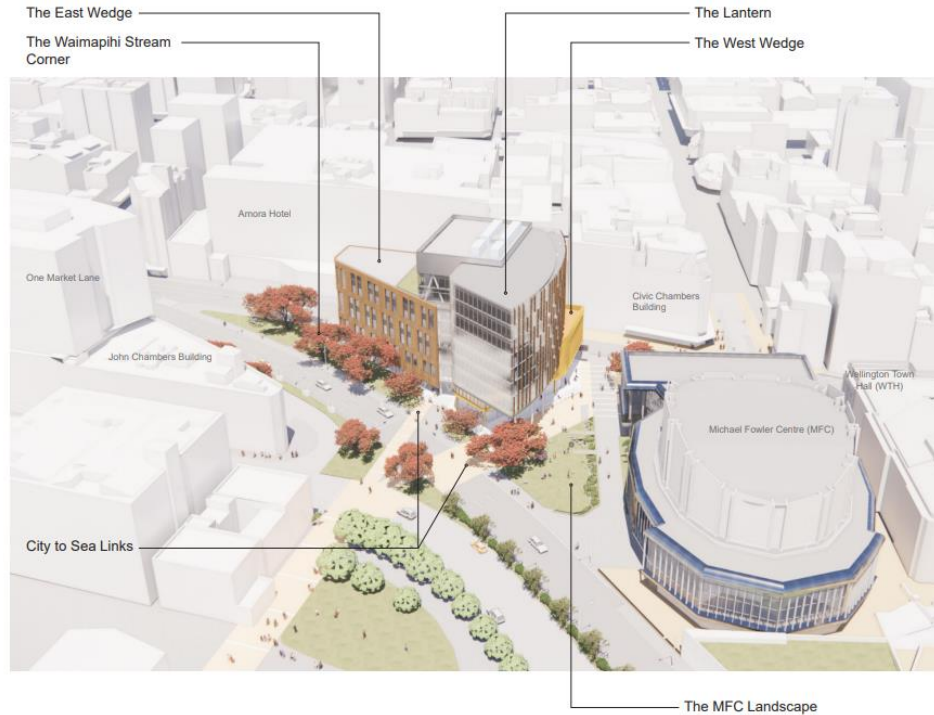 The East Wedge
The Lantern
The Waimapihi Stream
Corner
The West Wedge
Amora Hotel
One Market Lane
Civic Chambers
Building
John Chambers Building
Wellington Town
Hall (WTH)
Michael Fowler Centre (MFC)
City to Sea Links
The MFC Landscape